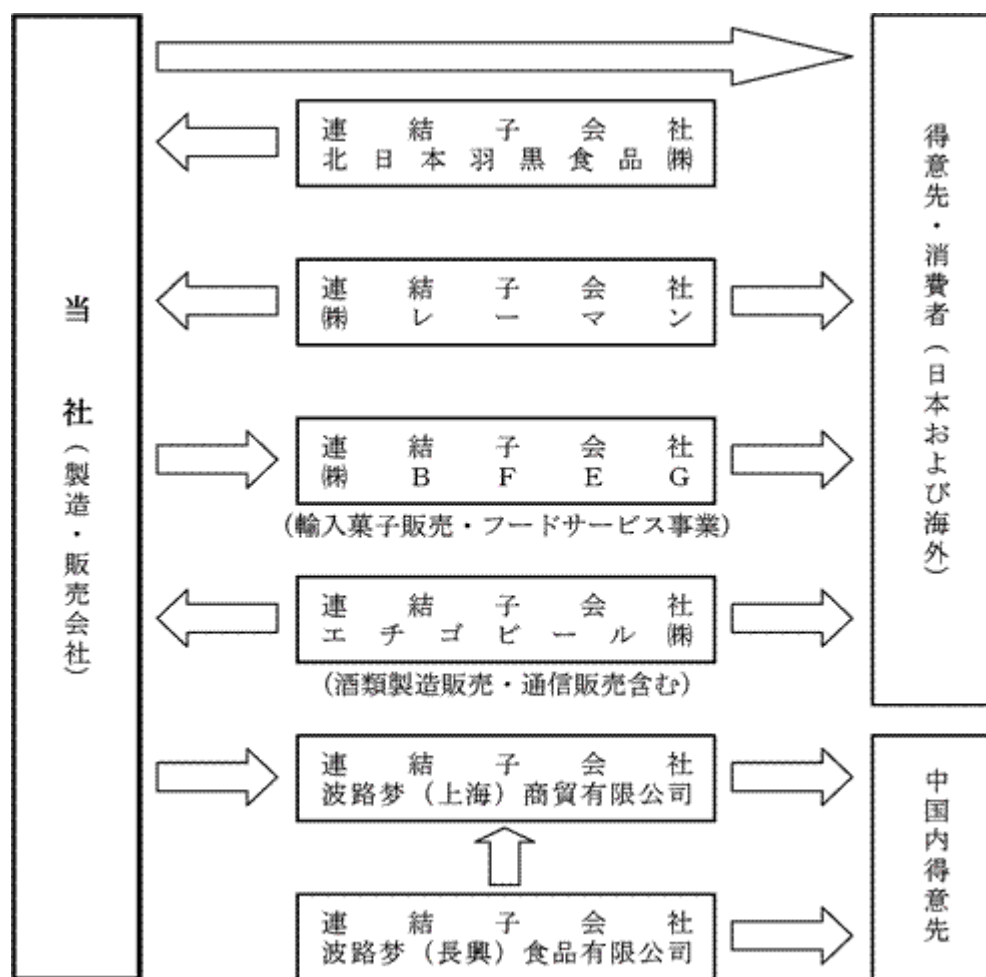 当社(製造・販売会社)
連結子会社
北日本羽黒食品㈱
連結子会社
㈱レーマン
連結子会社
㈱BFEG
(輸入菓子販売・フードサービス事業)
連結子会社
エチゴビール㈱
(酒類製造販売・通信販売含む)
連結子会社
波路梦(上海)商貿有限公司
連結子会社
波路梦(長興)食品有限公司
得意先・消費者(日本および海外)
中国内得意先